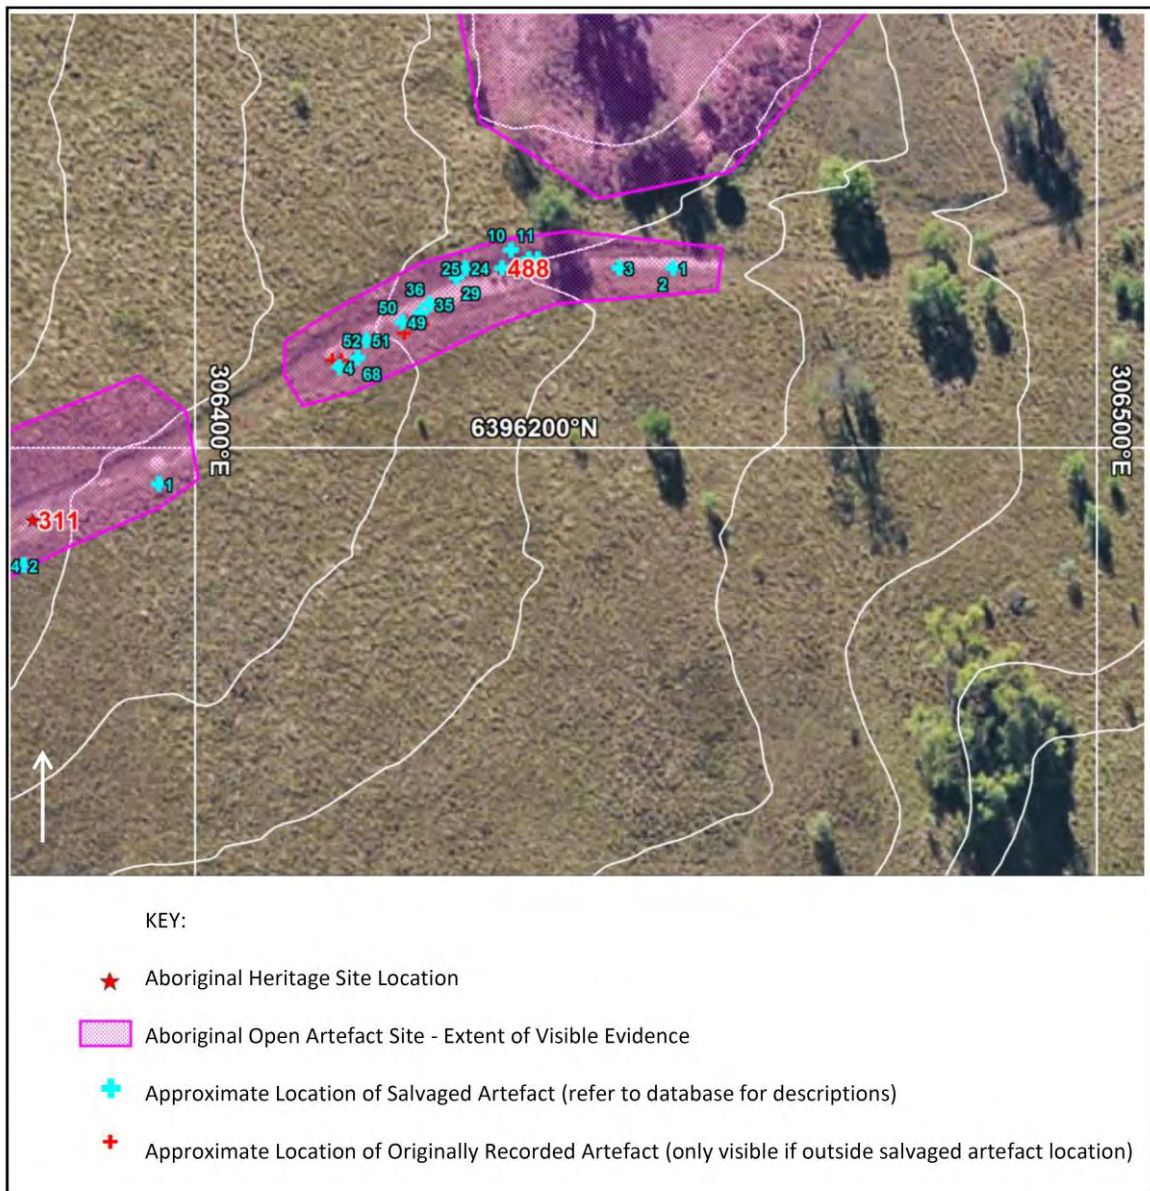 10 11
25 24 488 3 1
36 29 2
50 35
49
52 51
4 68
306400°E
6396200°N
306500°E
1
311
4 2
KEY:
Aboriginal Heritage Site Location
Aboriginal Open Artefact Site - Extent of Visible Evidence
Approximate Location of Salvaged Artefact (refer to database for descriptions)
Approximate Location of Originally Recorded Artefact (only visible if outside salvaged artefact location)